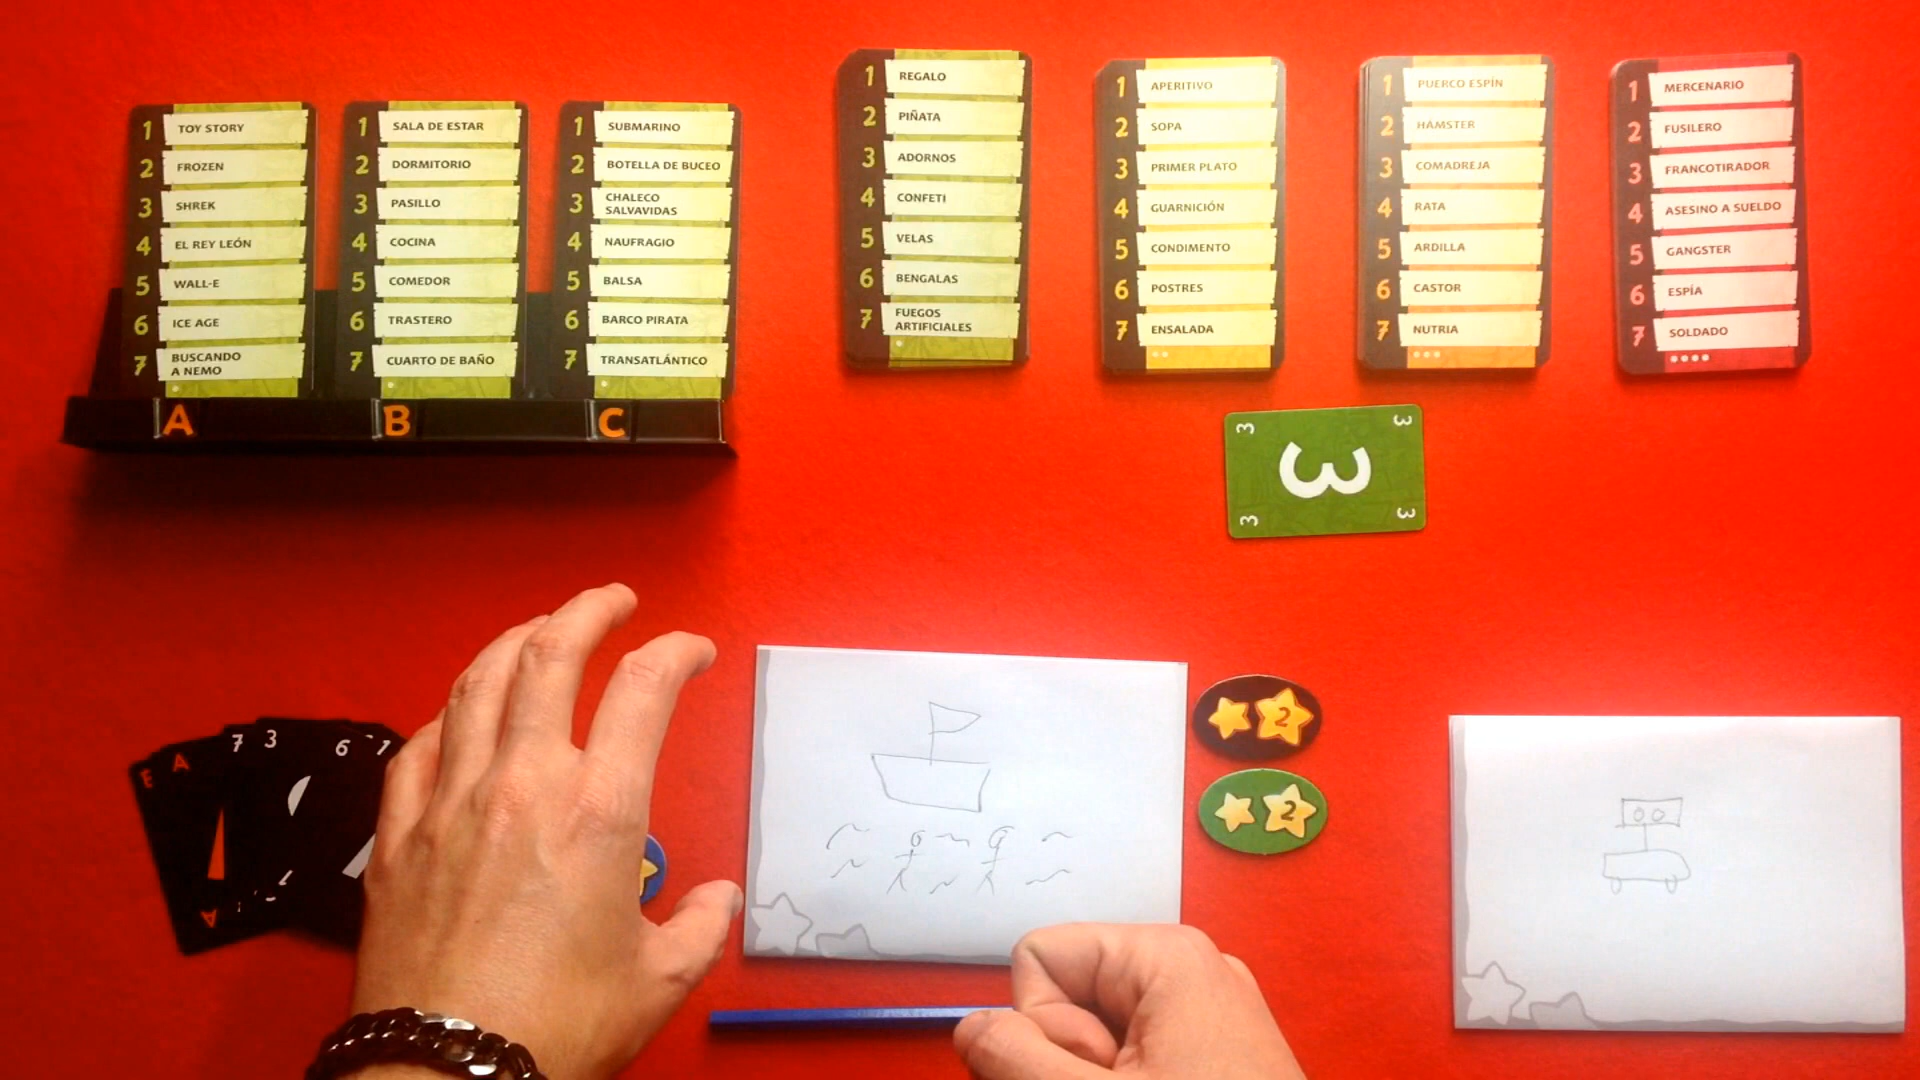 1 TOY STORY
2 FROZEN
3 SHREK
4 EL REY LEÓN
5 WALL-E
6 ICE AGE
7 BUSCANDO
A NEMO
A
1 SALA DE ESTAR
2 DORMITORIO
3 PASILLO
4 COCINA
5 COMEDOR
6 TRASTERO
7 CUARTO DE BAÑO
B
1 SUBMARINO
2 BOTELLA DE BUCEO
3 CHALECO
SALVAVIDAS
4 NAUFRAGIO
5 BALSA
6 BARCO PIRATA
7 TRANSATLÁNTICO
C
1 REGALO
2 PIÑATA
3 ADORNOS
4 CONFETI
5 VELAS
6 BENGALAS
7 FUEGOS
ARTIFICIALES
1 APERITIVO
2 SOPA
3 PRIMER PLATO
4 GUARNICIÓN
5 CONDIMENTO
6 POSTRES
7 ENSALADA
1 PUERCO ESPÍN
2 HÁMSTER
3 COMADREJA
4 RATA
5 ARDILLA
6 CASTOR
7 NUTRIA
1 MERCENARIO
2 FUSILERO
3 FRANCOTIRADOR
4 ASESINO A SUELDO
5 GANGSTER
6 ESPÍA
7 SOLDADO
3 3
3
3 3
A 7 3 6 1
A
2
2